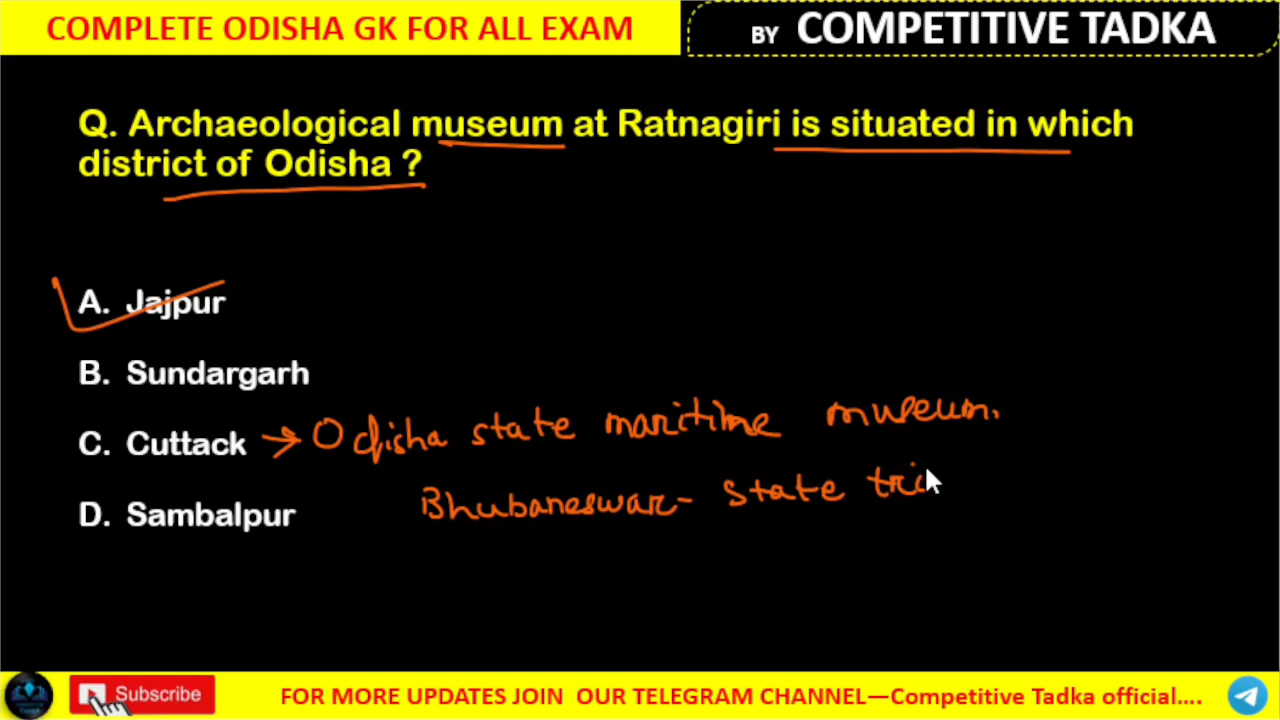 COMPLETE ODISHA GK FOR ALL EXAM
BY COMPETITIVE TADKA
Q. Archaeological museum at Ratnagiri is situated in which
district of Odisha ?
A. Jajpur
B. Sundargarh
C. Cuttack → Odisha state maritime museum.
D. Sambalpur
Bhubaneswar- state tri
Subscribe
FOR MORE UPDATES JOIN OUR TELEGRAM CHANNEL—Competitive Tadka official....